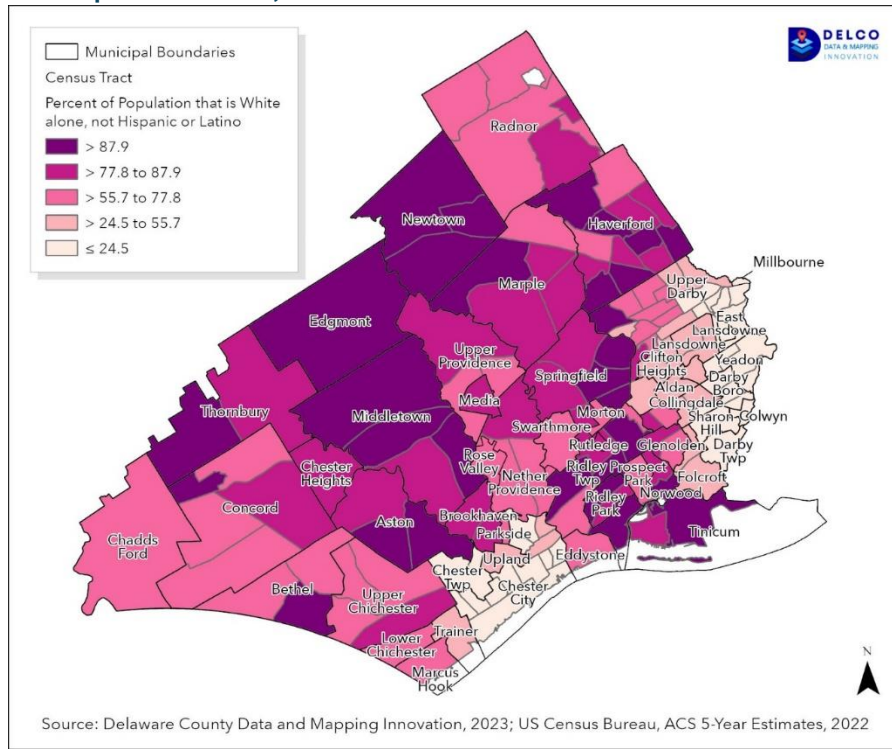 Municipal Boundaries
Census Tract
Percent of Population that is White
alone, not Hispanic or Latino
> 87.9
> 77.8 to 87.9
> 55.7 to 77.8
> 24.5 to 55.7
≤ 24.5
DELCO
DATA & MAPPING
INNOVATION
Radnor
Newtown
Haverford
Millbourne
Marple
Upper
Darby
Edgmont
East
Lansdowne
Lansdowne
Upper
Providence
Clifton
Heights
Yeadon
Springfield
Darby
Boro
Aldan
Media
Collingdale
Thornbury
Middletown
Morton
Sharon
Hill
Colwyn
Swarthmore
Rutledge
Glenolden
Darby
Twp
Rose
Valley
Chester
Heights
Ridley
Twp
Prospect
Park
Nether
Providence
Folcroft
Norwood
Concord
Ridley
Park
Chadds
Ford
Aston
Brookhaven
Tinicum
Parkside
Eddystone
Upland
Chester
Twp
Bethel
Chester
City
Upper
Chichester
Trainer
Lower
Chichester
Marcus
Hook
N
Source: Delaware County Data and Mapping Innovation, 2023; US Census Bureau, ACS 5-Year Estimates, 2022